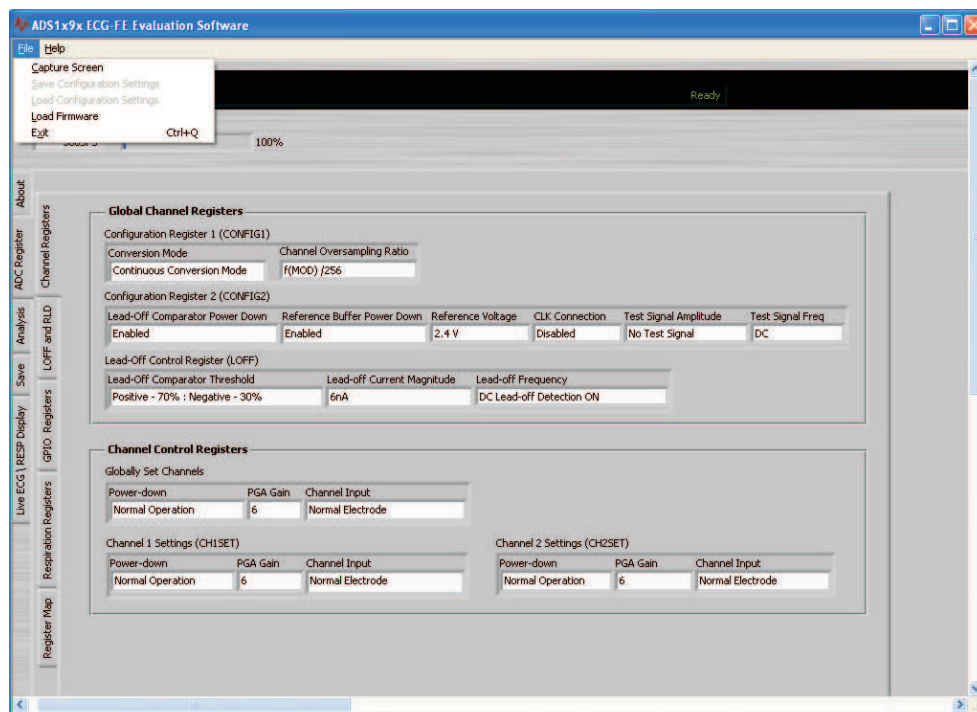 ADS1x9x ECG-FE Evaluation Software
File Help
Capture Screen
Save Configuration Settings
Load Configuration Settings
Load Firmware
Exit Ctrl+Q
Ready
100%
About
ADC Register
Analysis
Save
Live ECG \ RESP Display
Channel Registers
LOFF and RLD
GPIO Registers
Respiration Registers
Register Map
Global Channel Registers
Configuration Register 1 (CONFIG1)
Conversion Mode Channel Oversampling Ratio
Continuous Conversion Mode f(MOD) /256
Configuration Register 2 (CONFIG2)
Lead-Off Comparator Power Down Reference Buffer Power Down Reference Voltage CLK Connection Test Signal Amplitude Test Signal Freq
Enabled Enabled 2.4 V Disabled No Test Signal DC
Lead-Off Control Register (LOFF)
Lead-Off Comparator Threshold Lead-off Current Magnitude Lead-off Frequency
Positive - 70% : Negative - 30% 6nA DC Lead-off Detection ON
Channel Control Registers
Globally Set Channels
Power-down PGA Gain Channel Input
Normal Operation 6 Normal Electrode
Channel 1 Settings (CH1SET) Channel 2 Settings (CH2SET)
Power-down PGA Gain Channel Input Power-down PGA Gain Channel Input
Normal Operation 6 Normal Electrode Normal Operation 6 Normal Electrode